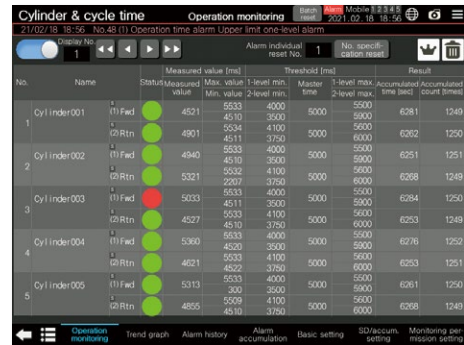 Cylinder & cycle time Operation monitoring Batch reset Alarm Mobile 1 2 3 4 5 2021.02.18 18:56
21/02/18 18:56 No.48 (1) Operation time alarm Upper limit one-level alarm
Display No. 1 Alarm individual reset No. 1 No. specifi-cation reset
Measured value [ms] Threshold [ms] Result
No. Name Status Measured value Max. value 1-level min. Master time 1-level max. Accumulated time [sec] Accumulated count [times]
Min. value 2-level min. 2-level max.
1 Cylinder001 (1) Fwd 4521 5533 4000 5000 5500 6281 1249
4510 3500 5900
(2) Rtn 4901 5534 4100 5000 5600 6262 1250
4511 3750 6000
2 Cylinder002 (1) Fwd 4940 5533 4000 5000 5500 6251 1251
4510 3500 5900
(2) Rtn 5321 5532 4100 5000 5600 6268 1249
2207 3750 6000
3 Cylinder003 (1) Fwd 5033 5533 4000 5000 5500 6284 1250
4511 3500 5900
(2) Rtn 4527 5533 4100 5000 5600 6253 1249
4510 3750 6000
4 Cylinder004 (1) Fwd 5360 5533 4000 5000 5500 6276 1252
4520 3500 5900
(2) Rtn 4621 5533 4100 5000 5600 6253 1251
4522 3750 6000
5 Cylinder005 (1) Fwd 5313 5533 4000 5000 5500 6261 1250
300 3500 5900
(2) Rtn 4855 5509 4100 5000 5600 6268 1249
4510 3750 6000
Operation monitoring Trend graph Alarm history Alarm accumulation Basic setting SD/accum. setting Monitoring per-mission setting